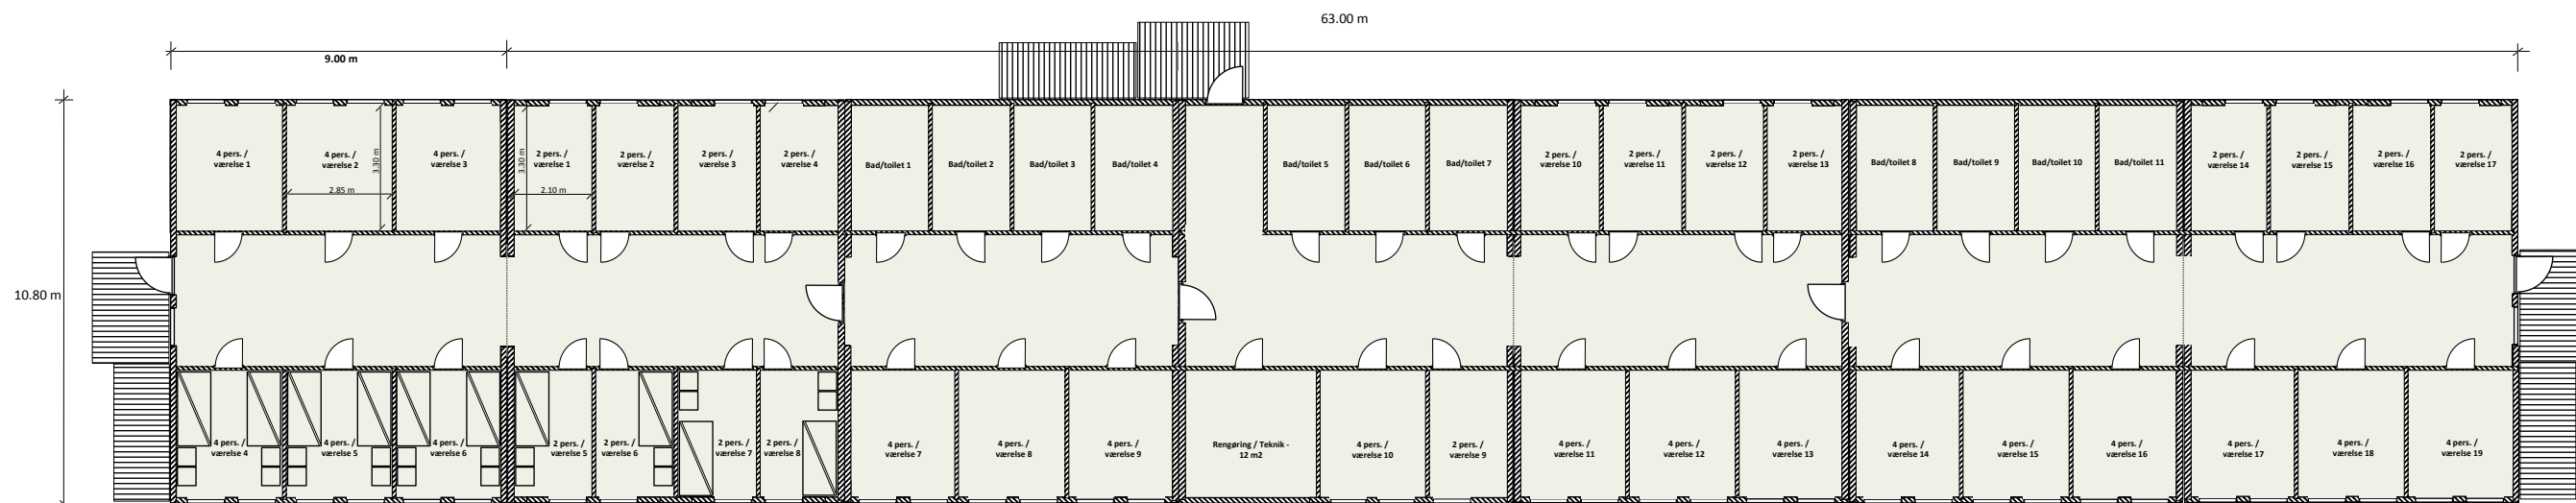 63.00 m
9.00 m
10.80 m
4 pers. /
værelse 1
4 pers. /
værelse 2
3.30 m
2.85 m
4 pers. /
værelse 3
3.30 m
2 pers. /
værelse 1
2.10 m
2 pers. /
værelse 2
2 pers. /
værelse 3
2 pers. /
værelse 4
Bad/toilet 1
Bad/toilet 2
Bad/toilet 3
Bad/toilet 4
Bad/toilet 5
Bad/toilet 6
Bad/toilet 7
2 pers. /
værelse 10
2 pers. /
værelse 11
2 pers. /
værelse 12
2 pers. /
værelse 13
Bad/toilet 8
Bad/toilet 9
Bad/toilet 10
Bad/toilet 11
2 pers. /
værelse 14
2 pers. /
værelse 15
2 pers. /
værelse 16
2 pers. /
værelse 17
4 pers. /
værelse 4
4 pers. /
værelse 5
4 pers. /
værelse 6
2 pers. /
værelse 5
2 pers. /
værelse 6
2 pers. /
værelse 7
2 pers. /
værelse 8
4 pers. /
værelse 7
4 pers. /
værelse 8
4 pers. /
værelse 9
Rengøring / Teknik -
12 m2
4 pers. /
værelse 10
2 pers. /
værelse 9
4 pers. /
værelse 11
4 pers. /
værelse 12
4 pers. /
værelse 13
4 pers. /
værelse 14
4 pers. /
værelse 15
4 pers. /
værelse 16
4 pers. /
værelse 17
4 pers. /
værelse 18
4 pers. /
værelse 19